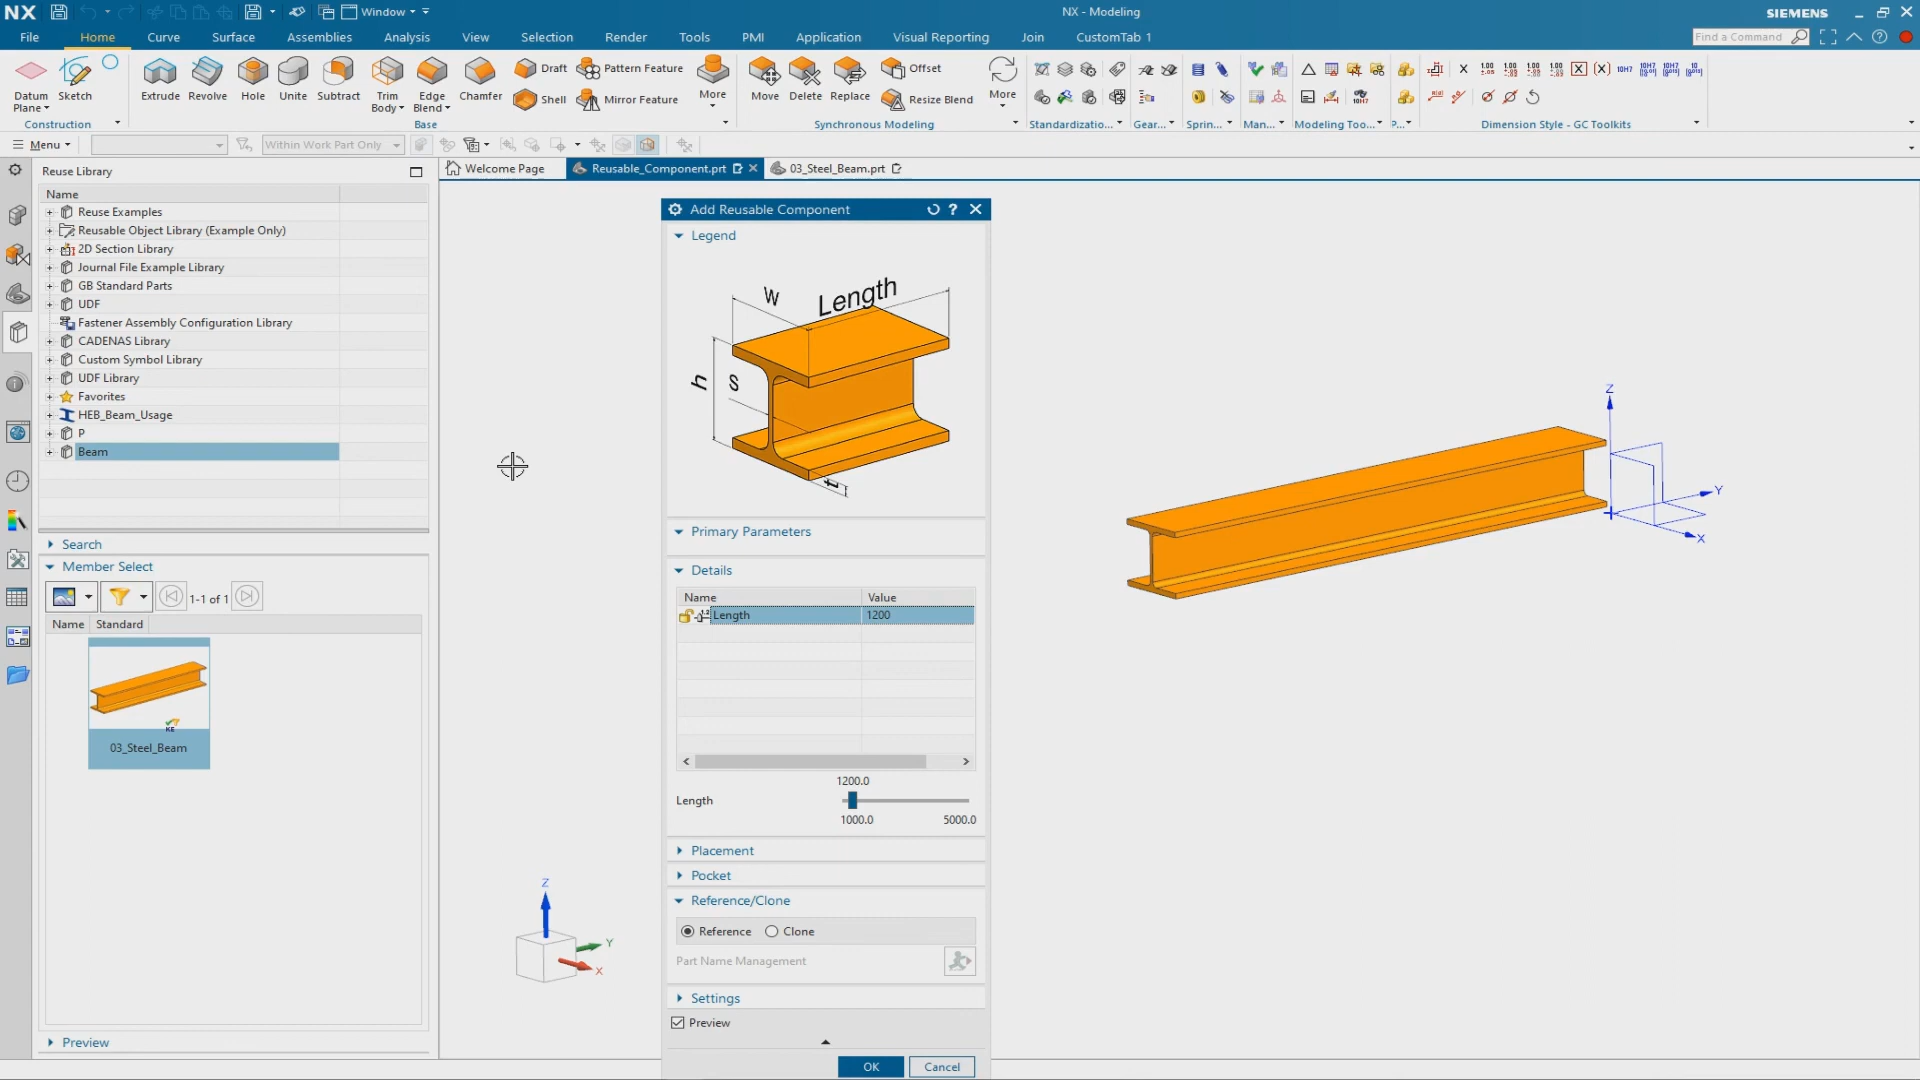 NX Window NX - Modeling SIEMENS
File Home Curve Surface Assemblies Analysis View Selection Render Tools PMI Application Visual Reporting Join CustomTab 1 Find a Command
Draft Pattern Feature Offset
Datum Plane Sketch Extrude Revolve Hole Unite Subtract Trim Body Edge Blend Chamfer Shell Mirror Feature More Move Delete Replace Resize Blend More
Construction Base Synchronous Modeling Standardizatio... Gear... Sprin... Man... Modeling Too... P... Dimension Style - GC Toolkits
Menu Within Work Part Only
Reuse Library Welcome Page Reusable_Component.prt 03_Steel_Beam.prt
Name
Reuse Examples
Reusable Object Library (Example Only)
2D Section Library
Journal File Example Library
GB Standard Parts
UDF
Fastener Assembly Configuration Library
CADENAS Library
Custom Symbol Library
UDF Library
Favorites
HEB_Beam_Usage
P
Beam
Search
Member Select
1-1 of 1
Name Standard
03_Steel_Beam
Preview
Add Reusable Component
Legend
W Length
h s
t
Primary Parameters
Details
Name Value
Length 1200
1200.0
Length
1000.0 5000.0
Placement
Pocket
Reference/Clone
Reference Clone
Part Name Management
Settings
Preview
OK Cancel
Z
Y
X
Z
Y
X